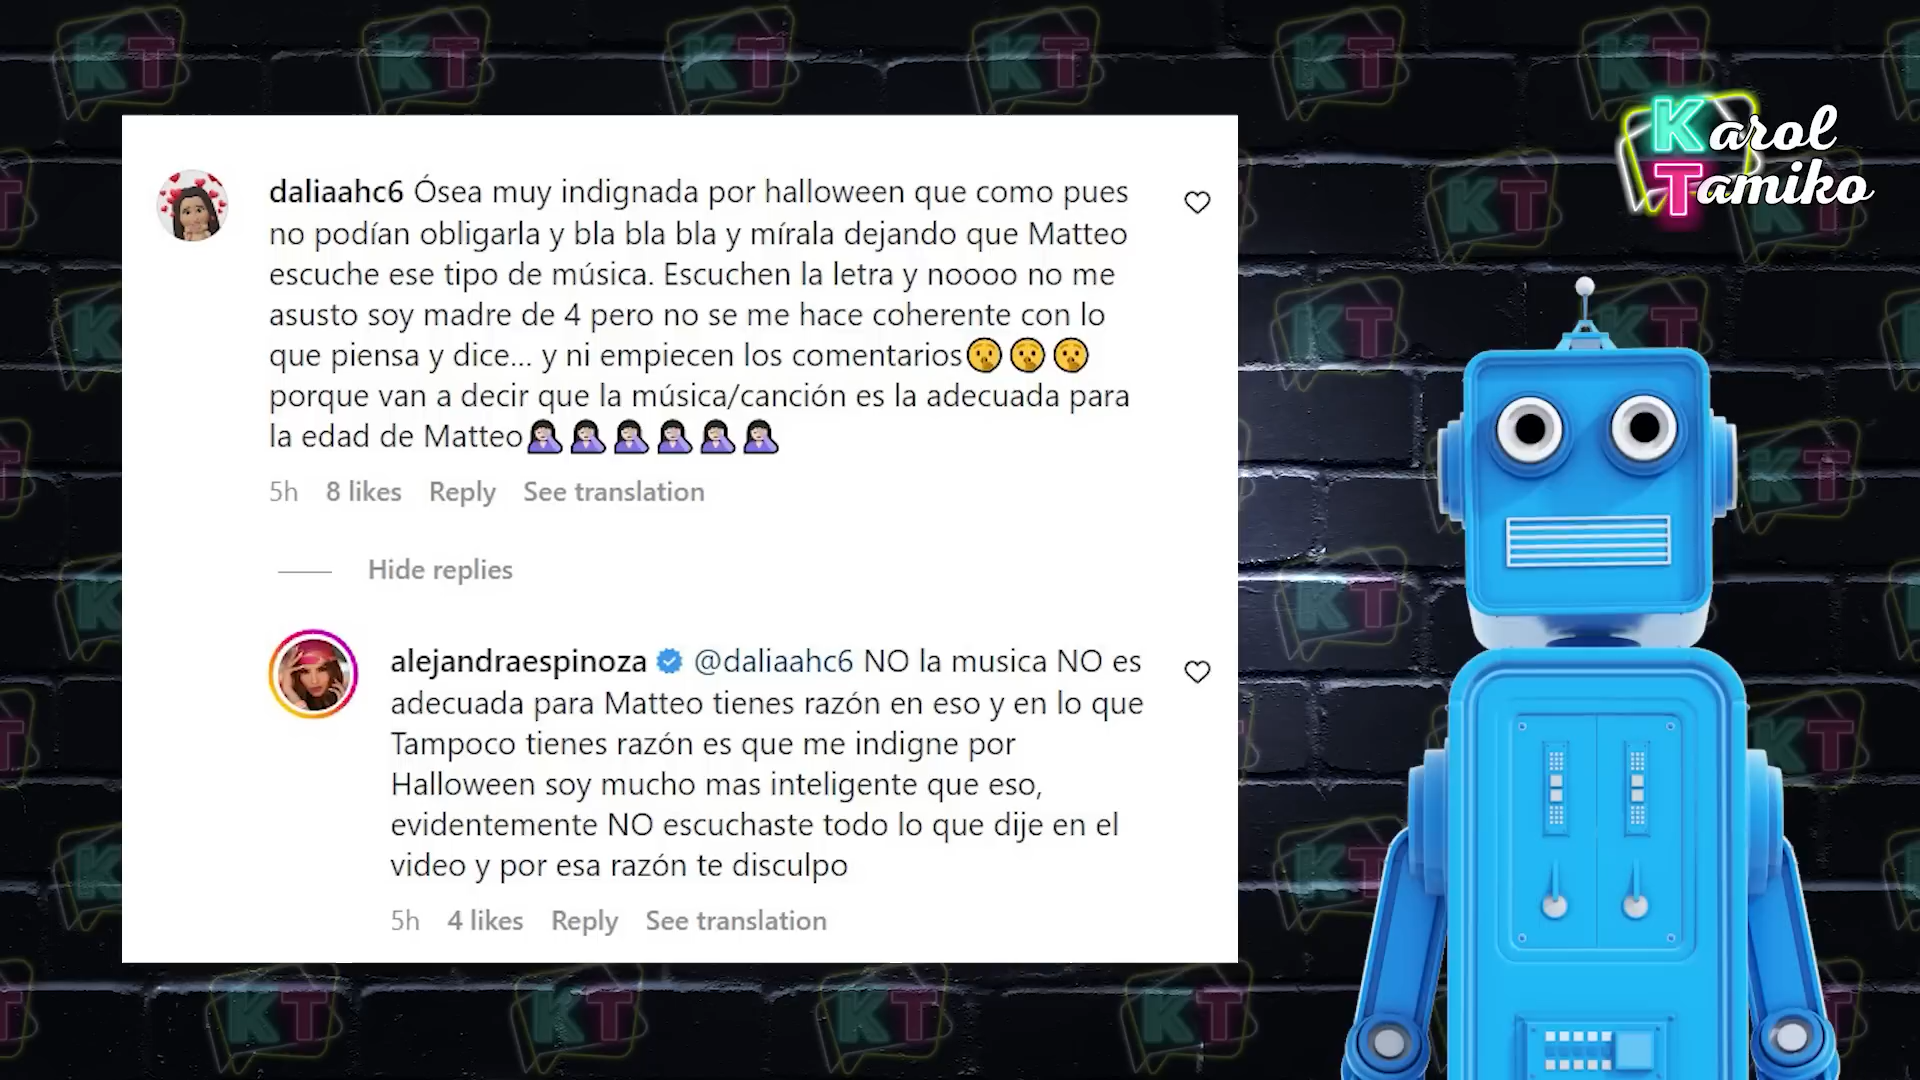 Karol
Tamiko
daliaahc6 Ósea muy indignada por halloween que como pues
no podían obligarla y bla bla bla y mírala dejando que Matteo
escuche ese tipo de música. Escuchen la letra y noooo no me
asusto soy madre de 4 pero no se me hace coherente con lo
que piensa y dice... y ni empiecen los comentarios🤫🤫🤫
porque van a decir que la música/canción es la adecuada para
la edad de Matteo🤦🏻‍♀️🤦🏻‍♀️🤦🏻‍♀️🤦🏻‍♀️🤦🏻‍♀️🤦🏻‍♀️
5h 8 likes Reply See translation
Hide replies
alejandraespinoza @daliaahc6 NO la musica NO es
adecuada para Matteo tienes razón en eso y en lo que
Tampoco tienes razón es que me indigne por
Halloween soy mucho mas inteligente que eso,
evidentemente NO escuchaste todo lo que dije en el
video y por esa razón te disculpo
5h 4 likes Reply See translation